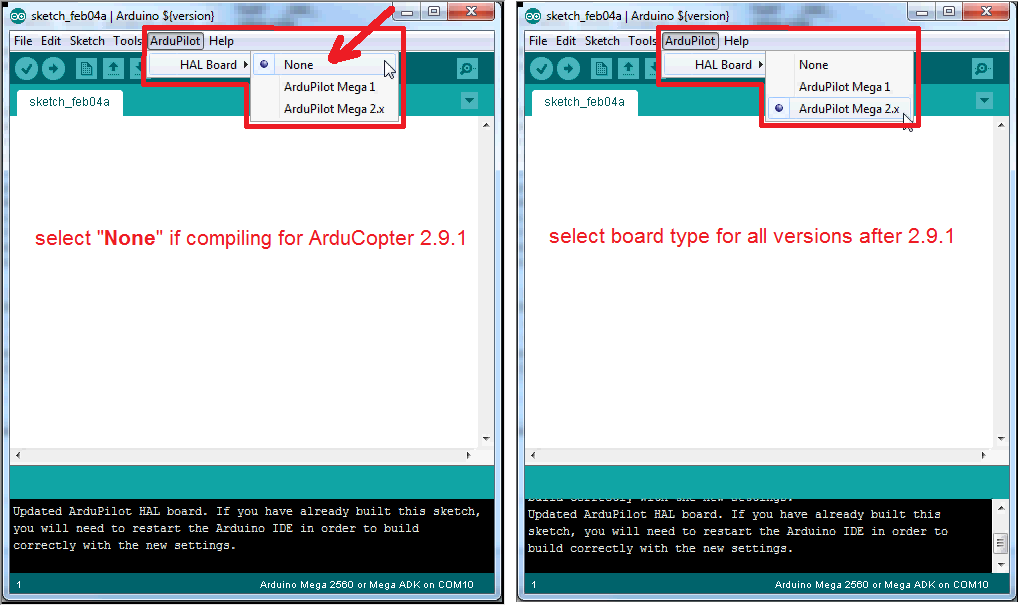 sketch_feb04a | Arduino ${version}
File Edit Sketch Tools ArduPilot Help
HAL Board
None
ArduPilot Mega 1
ArduPilot Mega 2.x
sketch_feb04a
select "None" if compiling for ArduCopter 2.9.1
Updated ArduPilot HAL board. If you have already built this sketch,
you will need to restart the Arduino IDE in order to build
correctly with the new settings.
1
Arduino Mega 2560 or Mega ADK on COM10
sketch_feb04a | Arduino ${version}
File Edit Sketch Tools ArduPilot Help
HAL Board
None
ArduPilot Mega 1
ArduPilot Mega 2.x
sketch_feb04a
select board type for all versions after 2.9.1
build correctly with the new settings.
Updated ArduPilot HAL board. If you have already built this
sketch, you will need to restart the Arduino IDE in order to
build correctly with the new settings.
1
Arduino Mega 2560 or Mega ADK on COM10